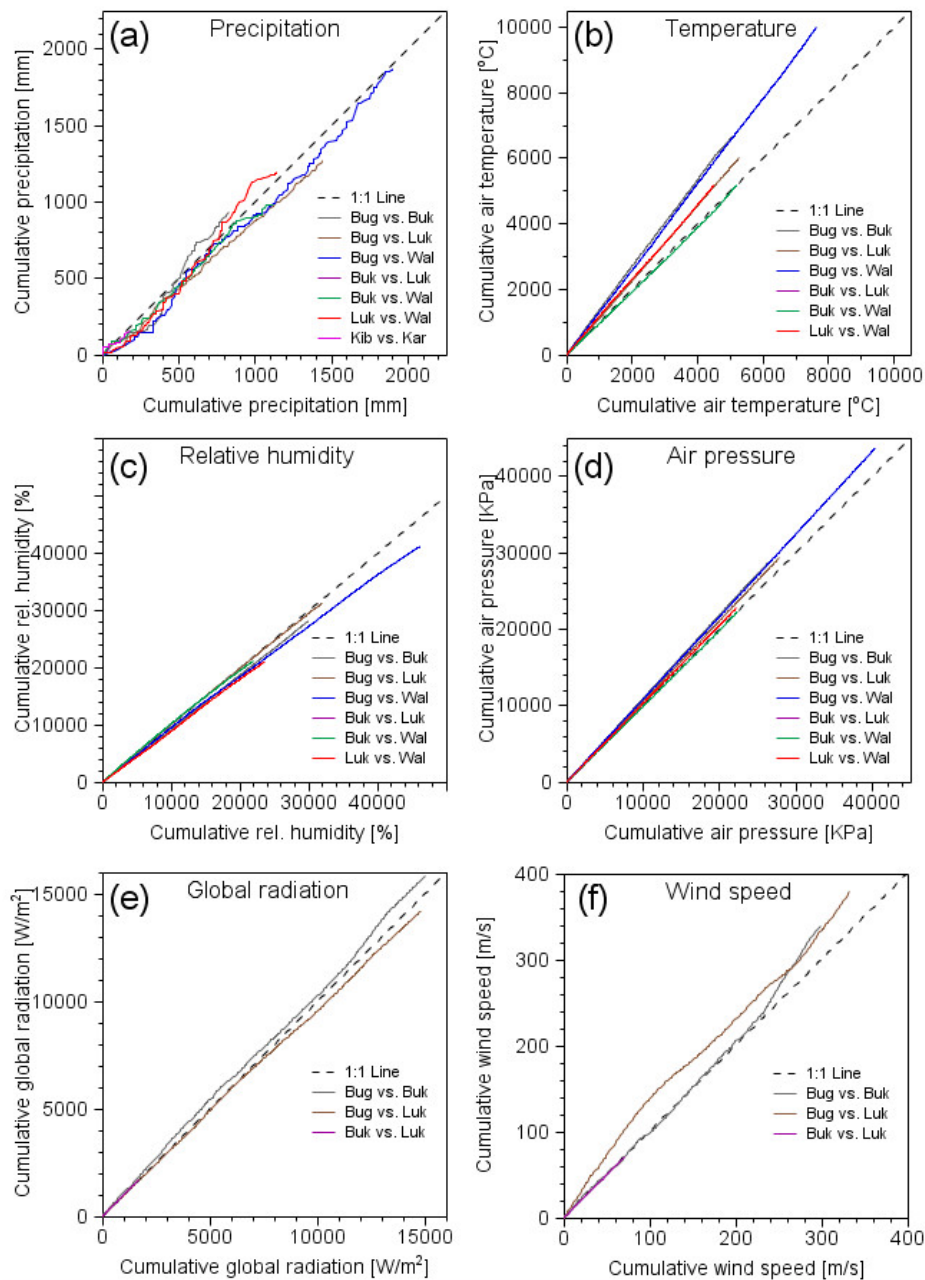 (a) Precipitation
Cumulative precipitation [mm]
2000
1500
1000
500
0
1:1 Line
Bug vs. Buk
Bug vs. Luk
Bug vs. Wal
Buk vs. Luk
Buk vs. Wal
Luk vs. Wal
Kib vs. Kar
0 500 1000 1500 2000
Cumulative precipitation [mm]
(b) Temperature
Cumulative air temperature [°C]
10000
8000
6000
4000
2000
0
1:1 Line
Bug vs. Buk
Bug vs. Luk
Bug vs. Wal
Buk vs. Luk
Buk vs. Wal
Luk vs. Wal
0 2000 4000 6000 8000 10000
Cumulative air temperature [°C]
(c) Relative humidity
Cumulative rel. humidity [%]
40000
30000
20000
10000
0
1:1 Line
Bug vs. Buk
Bug vs. Luk
Bug vs. Wal
Buk vs. Luk
Buk vs. Wal
Luk vs. Wal
0 10000 20000 30000 40000
Cumulative rel. humidity [%]
(d) Air pressure
Cumulative air pressure [KPa]
40000
30000
20000
10000
0
1:1 Line
Bug vs. Buk
Bug vs. Luk
Bug vs. Wal
Buk vs. Luk
Buk vs. Wal
Luk vs. Wal
0 10000 20000 30000 40000
Cumulative air pressure [KPa]
(e) Global radiation
Cumulative global radiation [W/m²]
15000
10000
5000
0
1:1 Line
Bug vs. Buk
Bug vs. Luk
Buk vs. Luk
0 5000 10000 15000
Cumulative global radiation [W/m²]
(f) Wind speed
Cumulative wind speed [m/s]
400
300
200
100
0
1:1 Line
Bug vs. Buk
Bug vs. Luk
Buk vs. Luk
0 100 200 300 400
Cumulative wind speed [m/s]